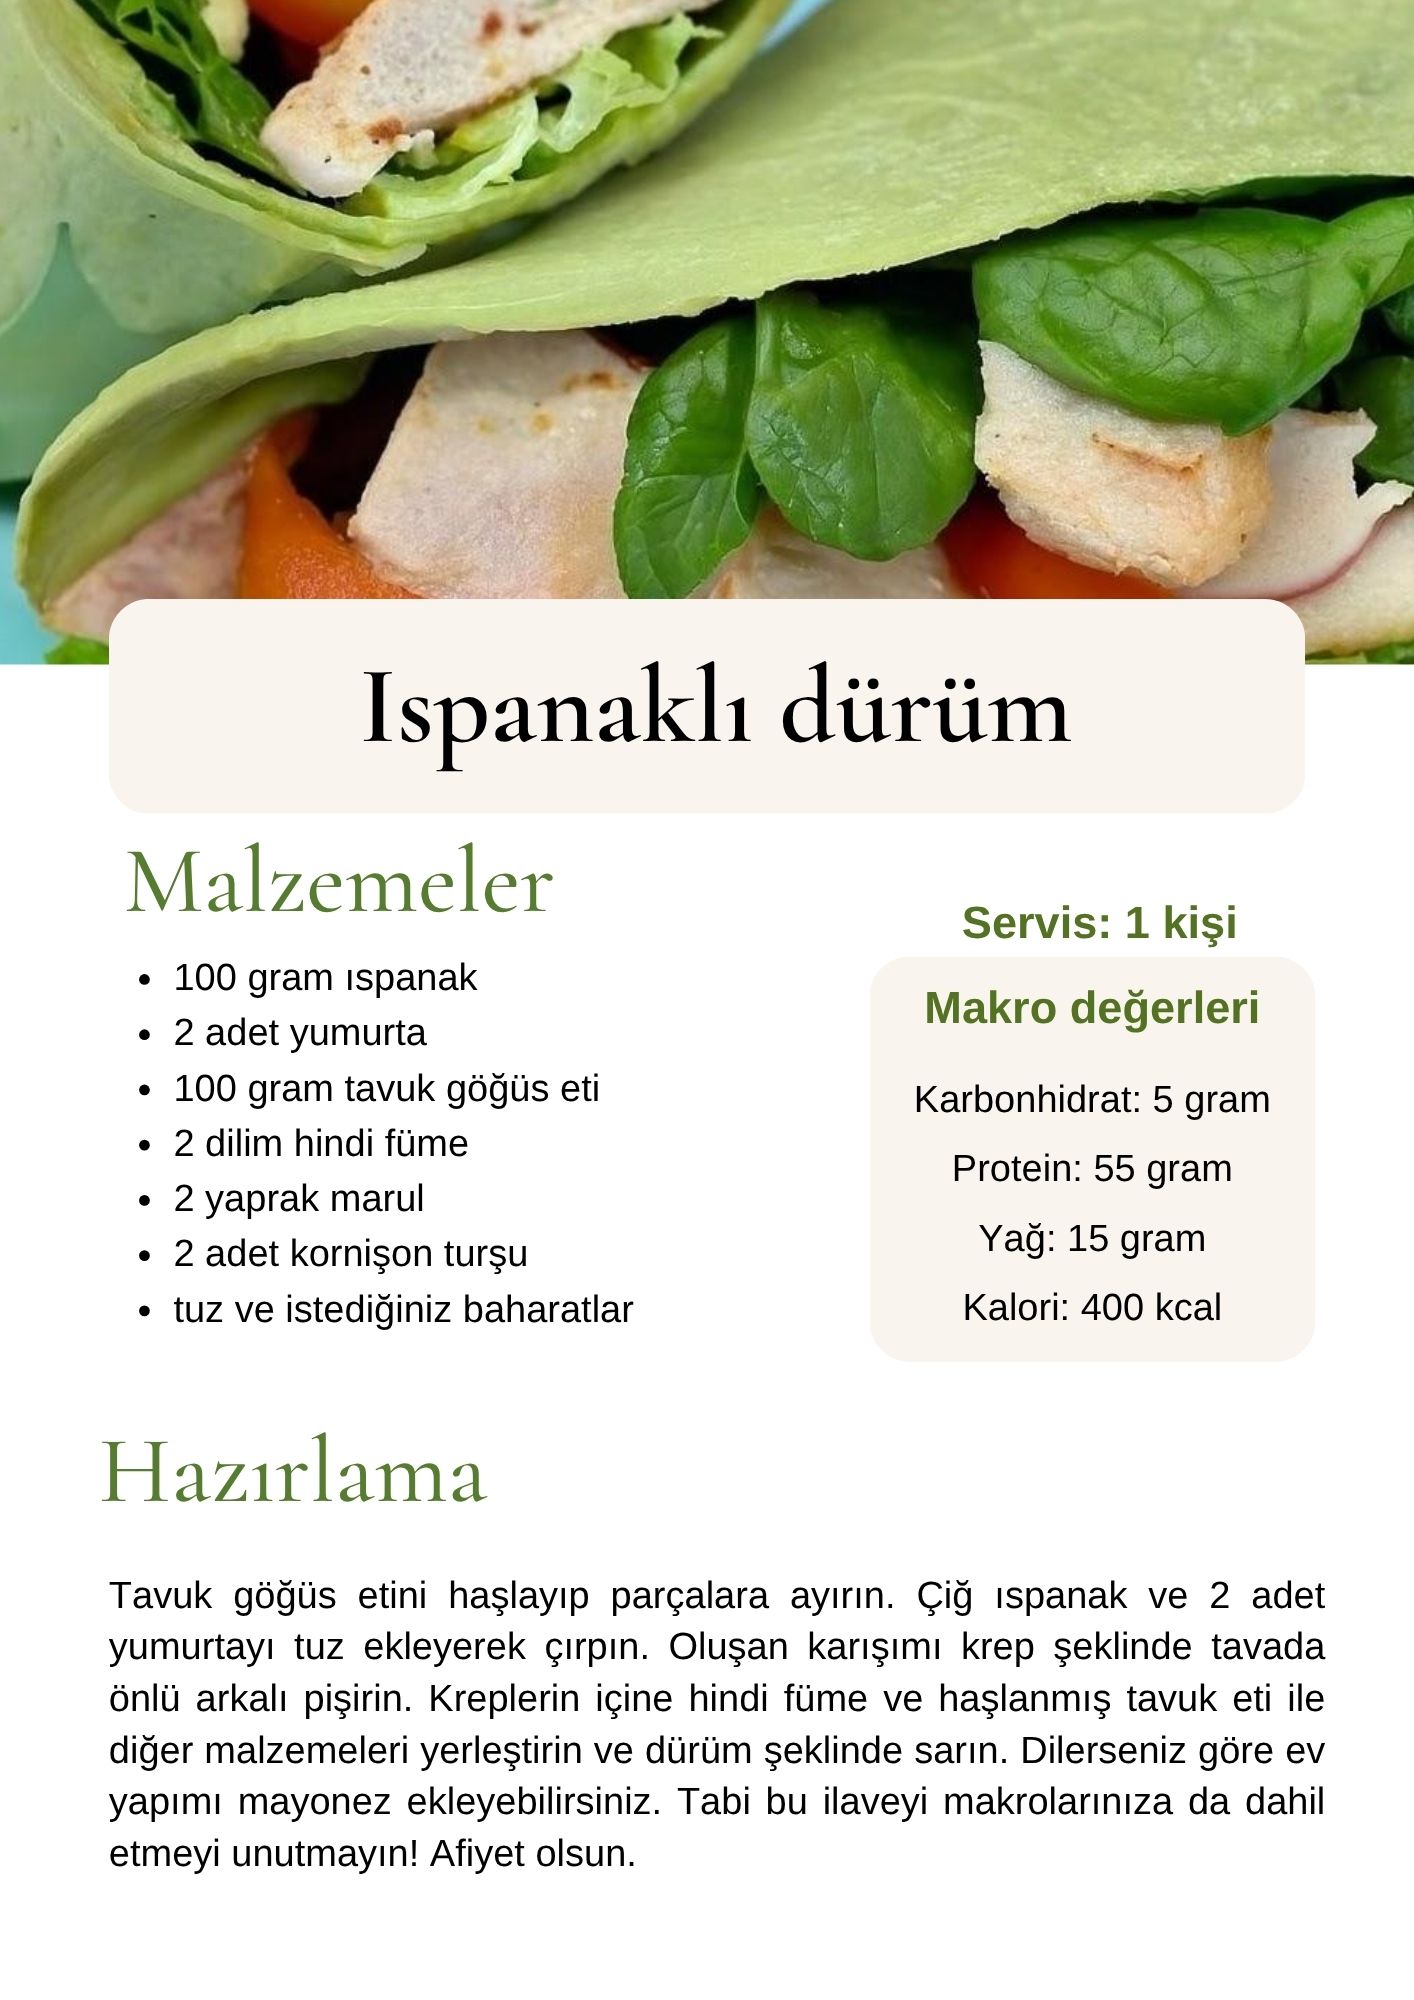 Ispanaklı dürüm
Malzemeler
100 gram ıspanak
2 adet yumurta
100 gram tavuk göğüs eti
2 dilim hindi füme
2 yaprak marul
2 adet kornişon turşu
tuz ve istediğiniz baharatlar
Servis: 1 kişi
Makro değerleri
Karbonhidrat: 5 gram
Protein: 55 gram
Yağ: 15 gram
Kalori: 400 kcal
Hazırlama
Tavuk göğüs etini haşlayıp parçalara ayırın. Çiğ ıspanak ve 2 adet
yumurtayı tuz ekleyerek çırpın. Oluşan karışımı krep şeklinde tavada
önlü arkalı pişirin. Kreplerin içine hindi füme ve haşlanmış tavuk eti ile
diğer malzemeleri yerleştirin ve dürüm şeklinde sarın. Dilerseniz göre ev
yapımı mayonez ekleyebilirsiniz. Tabi bu ilaveyi makrolarınıza da dahil
etmeyi unutmayın! Afiyet olsun.